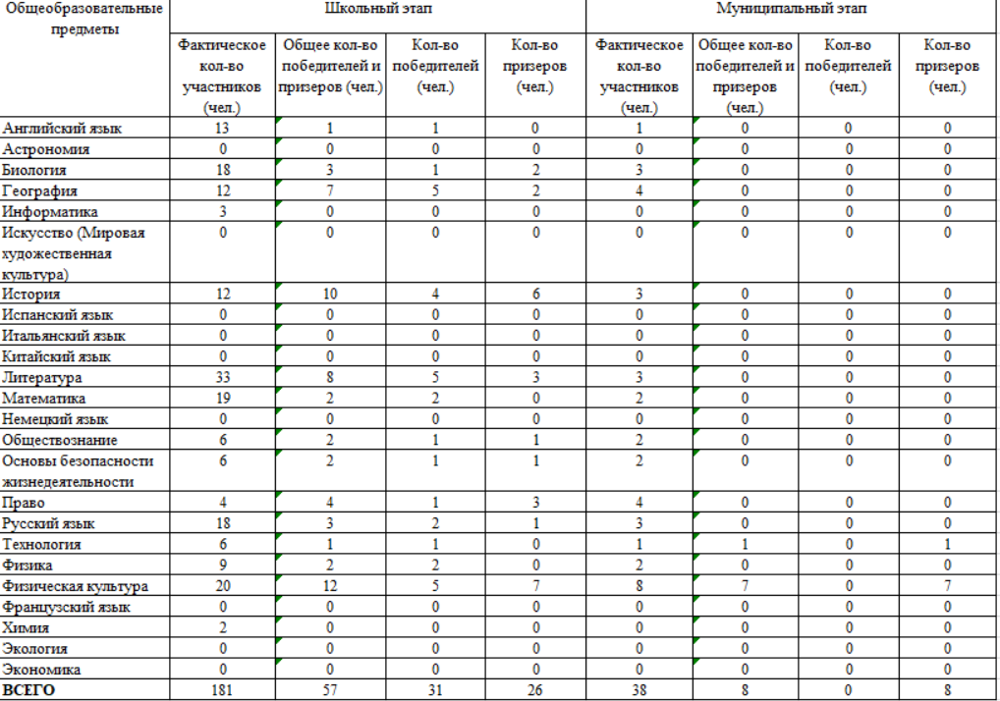 Общеобразовательные предметы Школьный этап Муниципальный этап
Фактическое кол-во участников (чел.) Общее кол-во победителей и призеров (чел.) Кол-во победителей (чел.) Кол-во призеров (чел.) Фактическое кол-во участников (чел.) Общее кол-во победителей и призеров (чел.) Кол-во победителей (чел.) Кол-во призеров (чел.)
Английский язык 13 1 1 0 1 0 0 0
Астрономия 0 0 0 0 0 0 0 0
Биология 18 3 1 2 3 0 0 0
География 12 7 5 2 4 0 0 0
Информатика 3 0 0 0 0 0 0 0
Искусство (Мировая 0 0 0 0 0 0 0 0
художественная
культура)
История 12 10 4 6 3 0 0 0
Испанский язык 0 0 0 0 0 0 0 0
Итальянский язык 0 0 0 0 0 0 0 0
Китайский язык 0 0 0 0 0 0 0 0
Литература 33 8 5 3 3 0 0 0
Математика 19 2 2 0 2 0 0 0
Немецкий язык 0 0 0 0 0 0 0 0
Обществознание 6 2 1 1 2 0 0 0
Основы безопасности 6 2 1 1 2 0 0 0
жизнедеятельности
Право 4 4 1 3 4 0 0 0
Русский язык 18 3 2 1 3 0 0 0
Технология 6 1 1 0 1 1 0 1
Физика 9 2 2 0 2 0 0 0
Физическая культура 20 12 5 7 8 7 0 7
Французский язык 0 0 0 0 0 0 0 0
Химия 2 0 0 0 0 0 0 0
Экология 0 0 0 0 0 0 0 0
Экономика 0 0 0 0 0 0 0 0
ВСЕГО 181 57 31 26 38 8 0 8